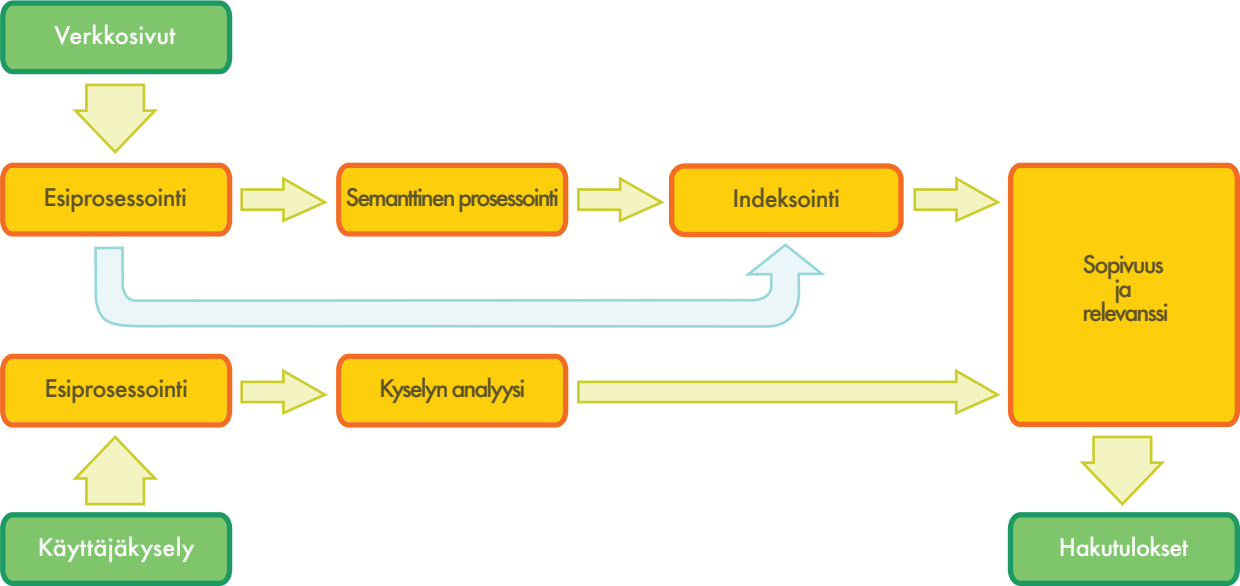 Verkkosivut
Esiprosessointi
Semanttinen prosessointi
Indeksointi
Sopivuus
ja
relevanssi
Esiprosessointi
Kyselyn analyysi
Käyttäjäkysely
Hakutulokset